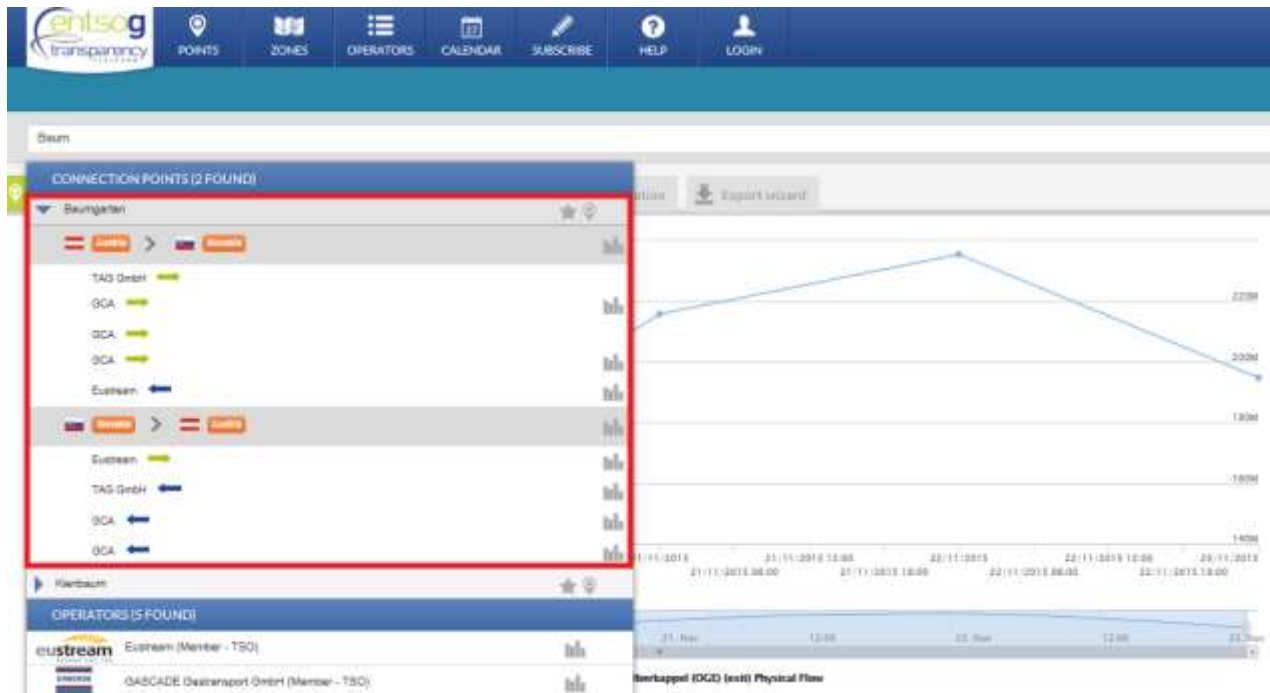 entsog
transparency
POINTS
ZONES
OPERATORS
CALENDAR
SUBSCRIBE
HELP
LOGIN
Baum
CONNECTION POINTS (2 FOUND)
Export wizard
Baumgarten
Austria > Slovakia
TAG GmbH
GCA
GCA
GCA
Eustream
Slovakia > Austria
Eustream
TAG GmbH
GCA
GCA
220M
200M
180M
160M
140M
21/11/2015 12:00
22/11/2015
22/11/2015 12:00
23/11/2015
21/11/2015 06:00
21/11/2015 18:00
22/11/2015 06:00
22/11/2015 18:00
OPERATORS (5 FOUND)
21. Nov
12:00
22. Nov
12:00
eustream
Eustream (Member - TSO)
GASCADE Gastransport GmbH (Member - TSO)
(OGE) (exit) Physical Flow